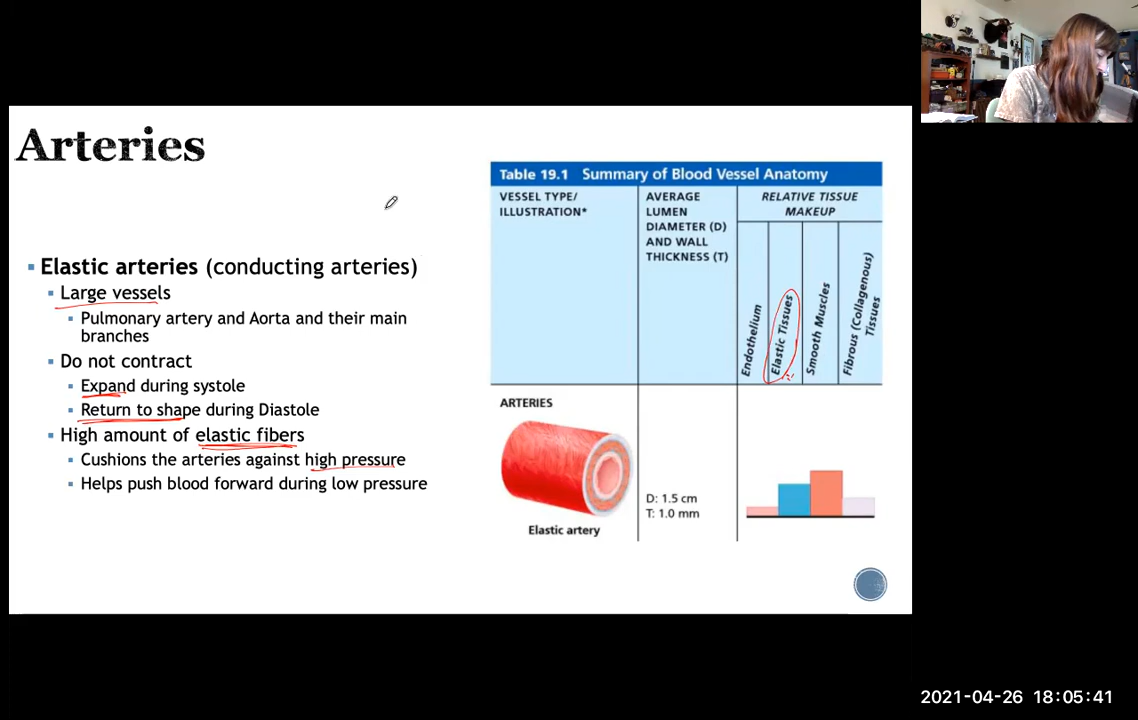 Arteries
Elastic arteries (conducting arteries)
Large vessels
Pulmonary artery and Aorta and their main
branches
Do not contract
Expand during systole
Return to shape during Diastole
High amount of elastic fibers
Cushions the arteries against high pressure
Helps push blood forward during low pressure
Table 19.1 Summary of Blood Vessel Anatomy
VESSEL TYPE/
ILLUSTRATION*
AVERAGE
LUMEN
DIAMETER (D)
AND WALL
THICKNESS (T)
RELATIVE TISSUE
MAKEUP
Endothelium
Elastic Tissues
Smooth Muscles
Fibrous (Collagenous)
Tissues
ARTERIES
Elastic artery
D: 1.5 cm
T: 1.0 mm
2021-04-26 18:05:41